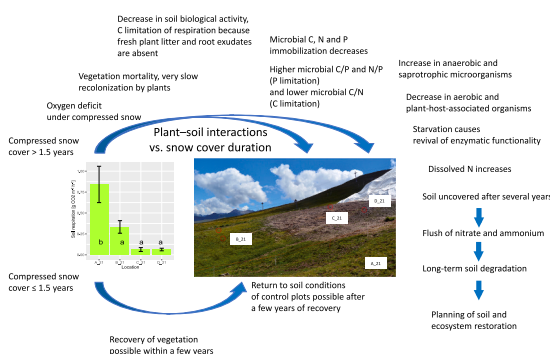 Decrease in soil biological activity,
C limitation of respiration because
fresh plant litter and root exudates
are absent
Microbial C, N and P
immobilization decreases
Higher microbial C/P and N/P
(P limitation)
and lower microbial C/N
(C limitation)
Increase in anaerobic and
saprotrophic microorganisms
Vegetation mortality, very slow
recolonization by plants
Decrease in aerobic and
plant-host-associated organisms
Oxygen deficit
under compressed snow
Starvation causes
revival of enzymatic functionality
Plant–soil interactions
vs. snow cover duration
Compressed snow
cover > 1.5 years
Dissolved N increases
Soil uncovered after several years
Flush of nitrate and ammonium
Long-term soil degradation
Planning of soil and
ecosystem restoration
b a a a
Location
B_21
C_21
D_21
A_21
Compressed snow
cover ≤ 1.5 years
Return to soil conditions
of control plots possible after
a few years of recovery
Recovery of vegetation
possible within a few years